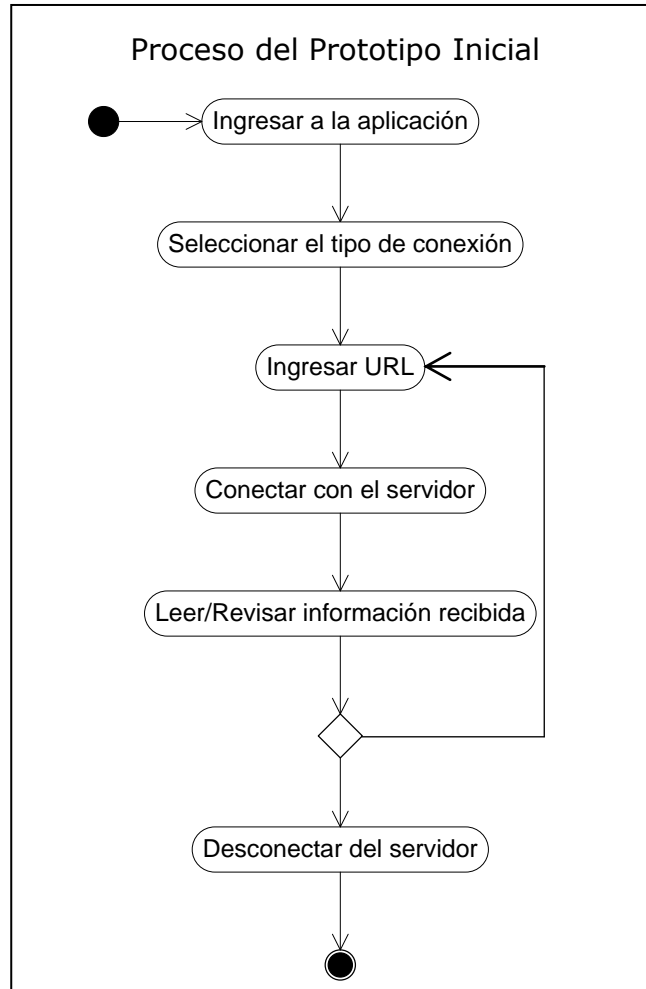 Proceso del Prototipo Inicial
Ingresar a la aplicación
Seleccionar el tipo de conexión
Ingresar URL
Conectar con el servidor
Leer/Revisar información recibida
Desconectar del servidor